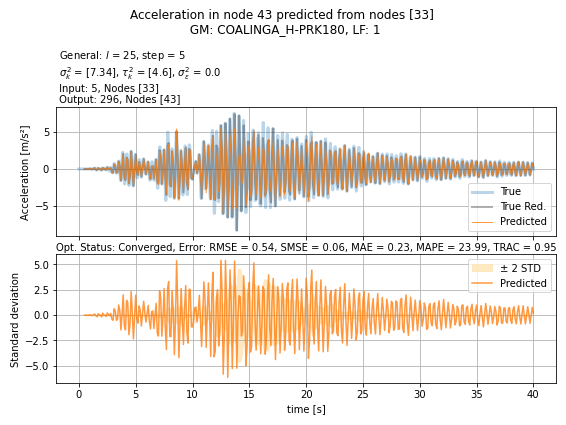 Acceleration in node 43 predicted from nodes [33]
GM: COALINGA_H-PRK180, LF: 1
General: l = 25, step = 5
σ²ₖ = [7.34], τ²ₖ = [4.6], σ²ε = 0.0
Input: 5, Nodes [33]
Output: 296, Nodes [43]
Acceleration [m/s²]
5
0
−5
True
True Red.
Predicted
Opt. Status: Converged, Error: RMSE = 0.54, SMSE = 0.06, MAE = 0.23, MAPE = 23.99, TRAC = 0.95
Standard deviation
5.0
2.5
0.0
−2.5
−5.0
± 2 STD
Predicted
0 5 10 15 20 25 30 35 40
time [s]